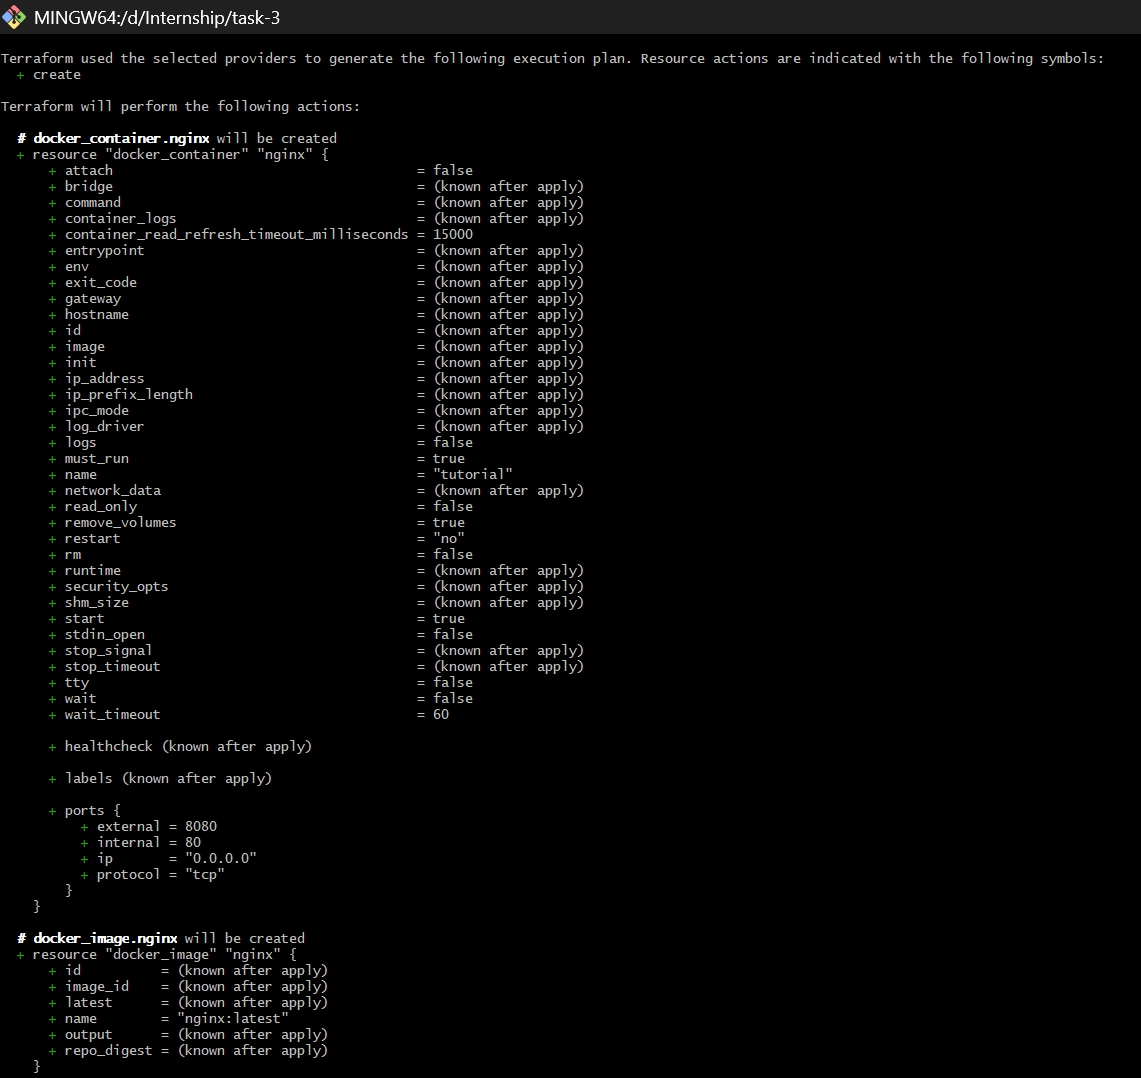 MINGW64:/d/Internship/task-3
Terraform used the selected providers to generate the following execution plan. Resource actions are indicated with the following symbols:
  + create

Terraform will perform the following actions:

  # docker_container.nginx will be created
  + resource "docker_container" "nginx" {
      + attach                                      = false
      + bridge                                      = (known after apply)
      + command                                     = (known after apply)
      + container_logs                              = (known after apply)
      + container_read_refresh_timeout_milliseconds = 15000
      + entrypoint                                  = (known after apply)
      + env                                         = (known after apply)
      + exit_code                                   = (known after apply)
      + gateway                                     = (known after apply)
      + hostname                                    = (known after apply)
      + id                                          = (known after apply)
      + image                                       = (known after apply)
      + init                                        = (known after apply)
      + ip_address                                  = (known after apply)
      + ip_prefix_length                            = (known after apply)
      + ipc_mode                                    = (known after apply)
      + log_driver                                  = (known after apply)
      + logs                                        = false
      + must_run                                    = true
      + name                                        = "tutorial"
      + network_data                                = (known after apply)
      + read_only                                   = false
      + remove_volumes                              = true
      + restart                                     = "no"
      + rm                                          = false
      + runtime                                     = (known after apply)
      + security_opts                               = (known after apply)
      + shm_size                                    = (known after apply)
      + start                                       = true
      + stdin_open                                  = false
      + stop_signal                                 = (known after apply)
      + stop_timeout                                = (known after apply)
      + tty                                         = false
      + wait                                        = false
      + wait_timeout                                = 60

      + healthcheck (known after apply)

      + labels (known after apply)

      + ports {
          + external = 8080
          + internal = 80
          + ip       = "0.0.0.0"
          + protocol = "tcp"
        }
    }

  # docker_image.nginx will be created
  + resource "docker_image" "nginx" {
      + id          = (known after apply)
      + image_id    = (known after apply)
      + latest      = (known after apply)
      + name        = "nginx:latest"
      + output      = (known after apply)
      + repo_digest = (known after apply)
    }